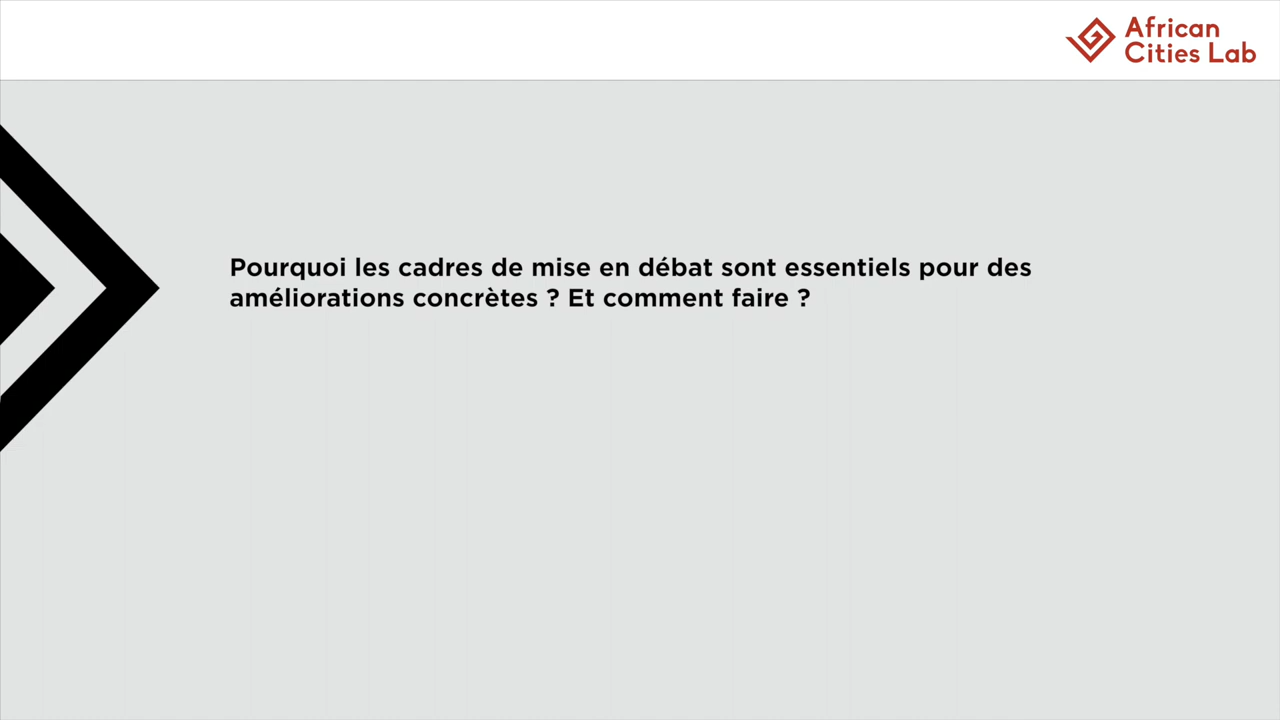 African
Cities Lab
Pourquoi les cadres de mise en débat sont essentiels pour des
améliorations concrètes ? Et comment faire ?